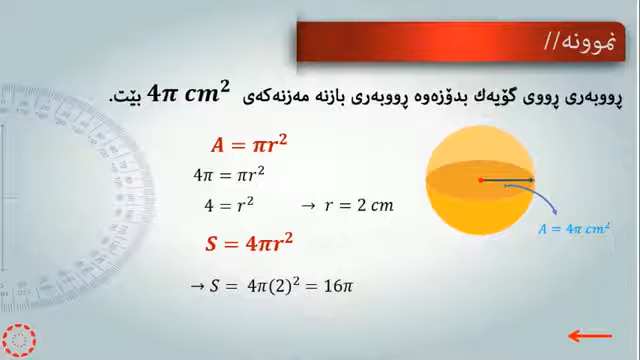 نموونە//
ڕووبەری ڕووی گۆیەك بدۆزەوە ڕووبەری بازنە مەزنەکەی 4π cm² بێت.
A = πr²
4π = πr²
4 = r² → r = 2 cm
S = 4πr²
→ S = 4π(2)² = 16π
A = 4π cm²